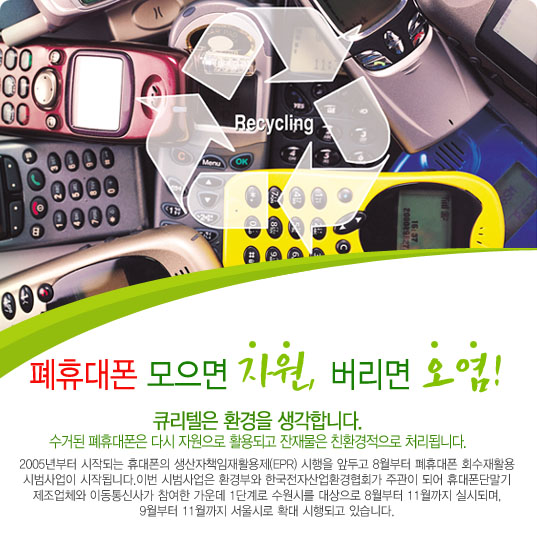 Recycling
Menu OK
YES
C
폐휴대폰 모으면 지원, 버리면 오염!
큐리텔은 환경을 생각합니다.
수거된 폐휴대폰은 다시 자원으로 활용되고 잔재물은 친환경적으로 처리됩니다.
2005년부터 시작되는 휴대폰의 생산자책임재활용제(EPR) 시행을 앞두고 8월부터 폐휴대폰 회수재활용
시범사업이 시작됩니다.이번 시범사업은 환경부와 한국전자산업환경협회가 주관이 되어 휴대폰단말기
제조업체와 이동통신사가 참여한 가운데 1단계로 수원시를 대상으로 8월부터 11월까지 실시되며,
9월부터 11월까지 서울시로 확대 시행되고 있습니다.